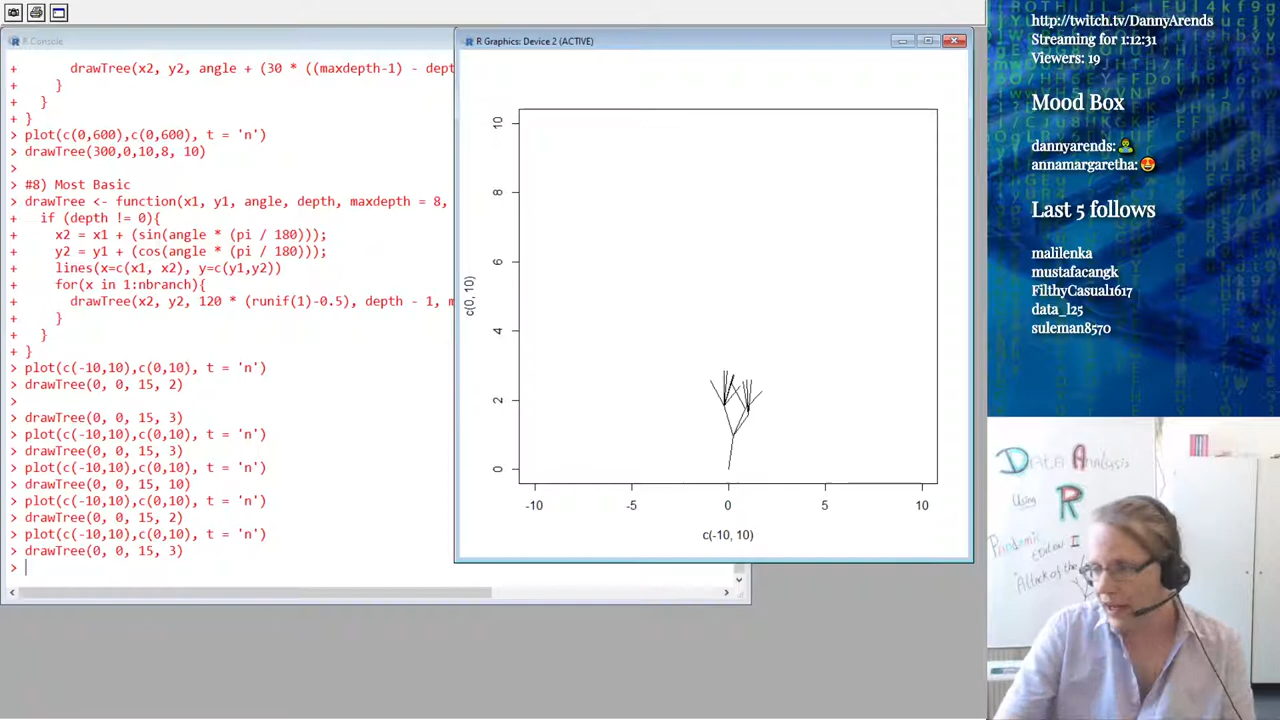 R Console
+       drawTree(x2, y2, angle + (30 * ((maxdepth-1) - dept
+     }
+   }
+ }
> plot(c(0,600),c(0,600), t = 'n')
> drawTree(300,0,10,8, 10)
>
> #8) Most Basic
> drawTree <- function(x1, y1, angle, depth, maxdepth = 8,
+   if (depth != 0){
+     x2 = x1 + (sin(angle * (pi / 180)));
+     y2 = y1 + (cos(angle * (pi / 180)));
+     lines(x=c(x1, x2), y=c(y1,y2))
+     for(x in 1:nbranch){
+       drawTree(x2, y2, 120 * (runif(1)-0.5), depth - 1, m
+     }
+   }
+ }
> plot(c(-10,10),c(0,10), t = 'n')
> drawTree(0, 0, 15, 2)
>
> drawTree(0, 0, 15, 3)
> plot(c(-10,10),c(0,10), t = 'n')
> drawTree(0, 0, 15, 3)
> plot(c(-10,10),c(0,10), t = 'n')
> drawTree(0, 0, 15, 10)
> plot(c(-10,10),c(0,10), t = 'n')
> drawTree(0, 0, 15, 2)
> plot(c(-10,10),c(0,10), t = 'n')
> drawTree(0, 0, 15, 3)
>
R Graphics: Device 2 (ACTIVE)
10
8
6
4
2
0
c(0, 10)
-10 -5 0 5 10
c(-10, 10)
http://twitch.tv/DannyArends
Streaming for 1:12:31
Viewers: 19
Mood Box
dannyarends:
annamargaretha: 😍
Last 5 follows
malilenka
mustafacangk
FilthyCasual1617
data_l25
suleman8570
Data Analysis
Using
R
Pandemic
Edition II
"Attack of the